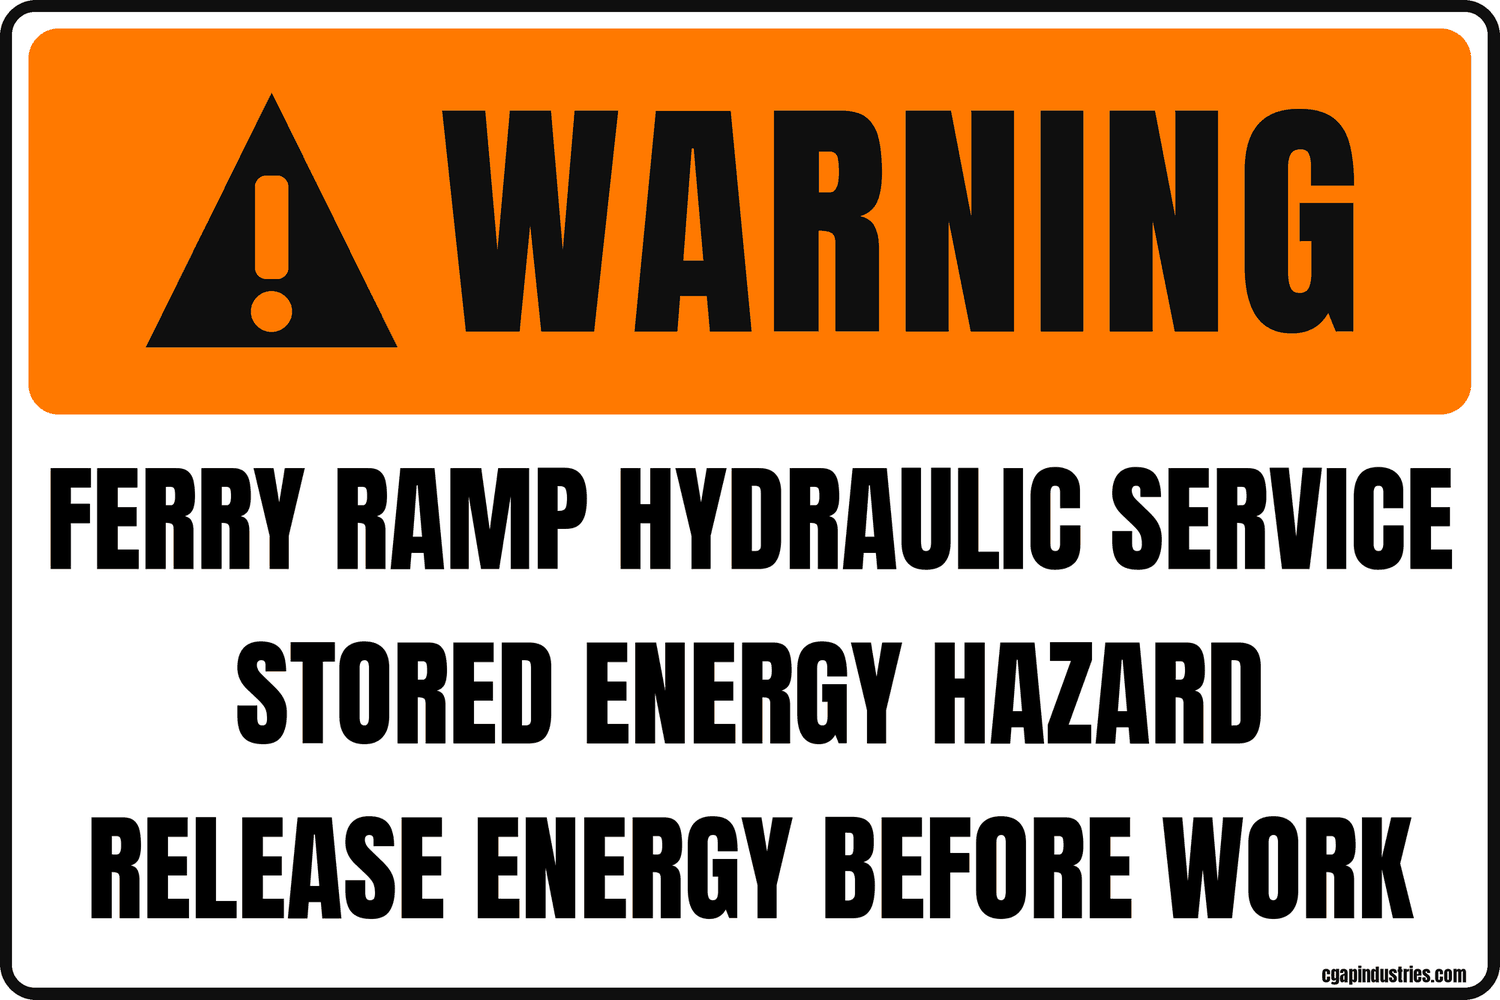 WARNING
FERRY RAMP HYDRAULIC SERVICE
STORED ENERGY HAZARD
RELEASE ENERGY BEFORE WORK
cgapindustries.com